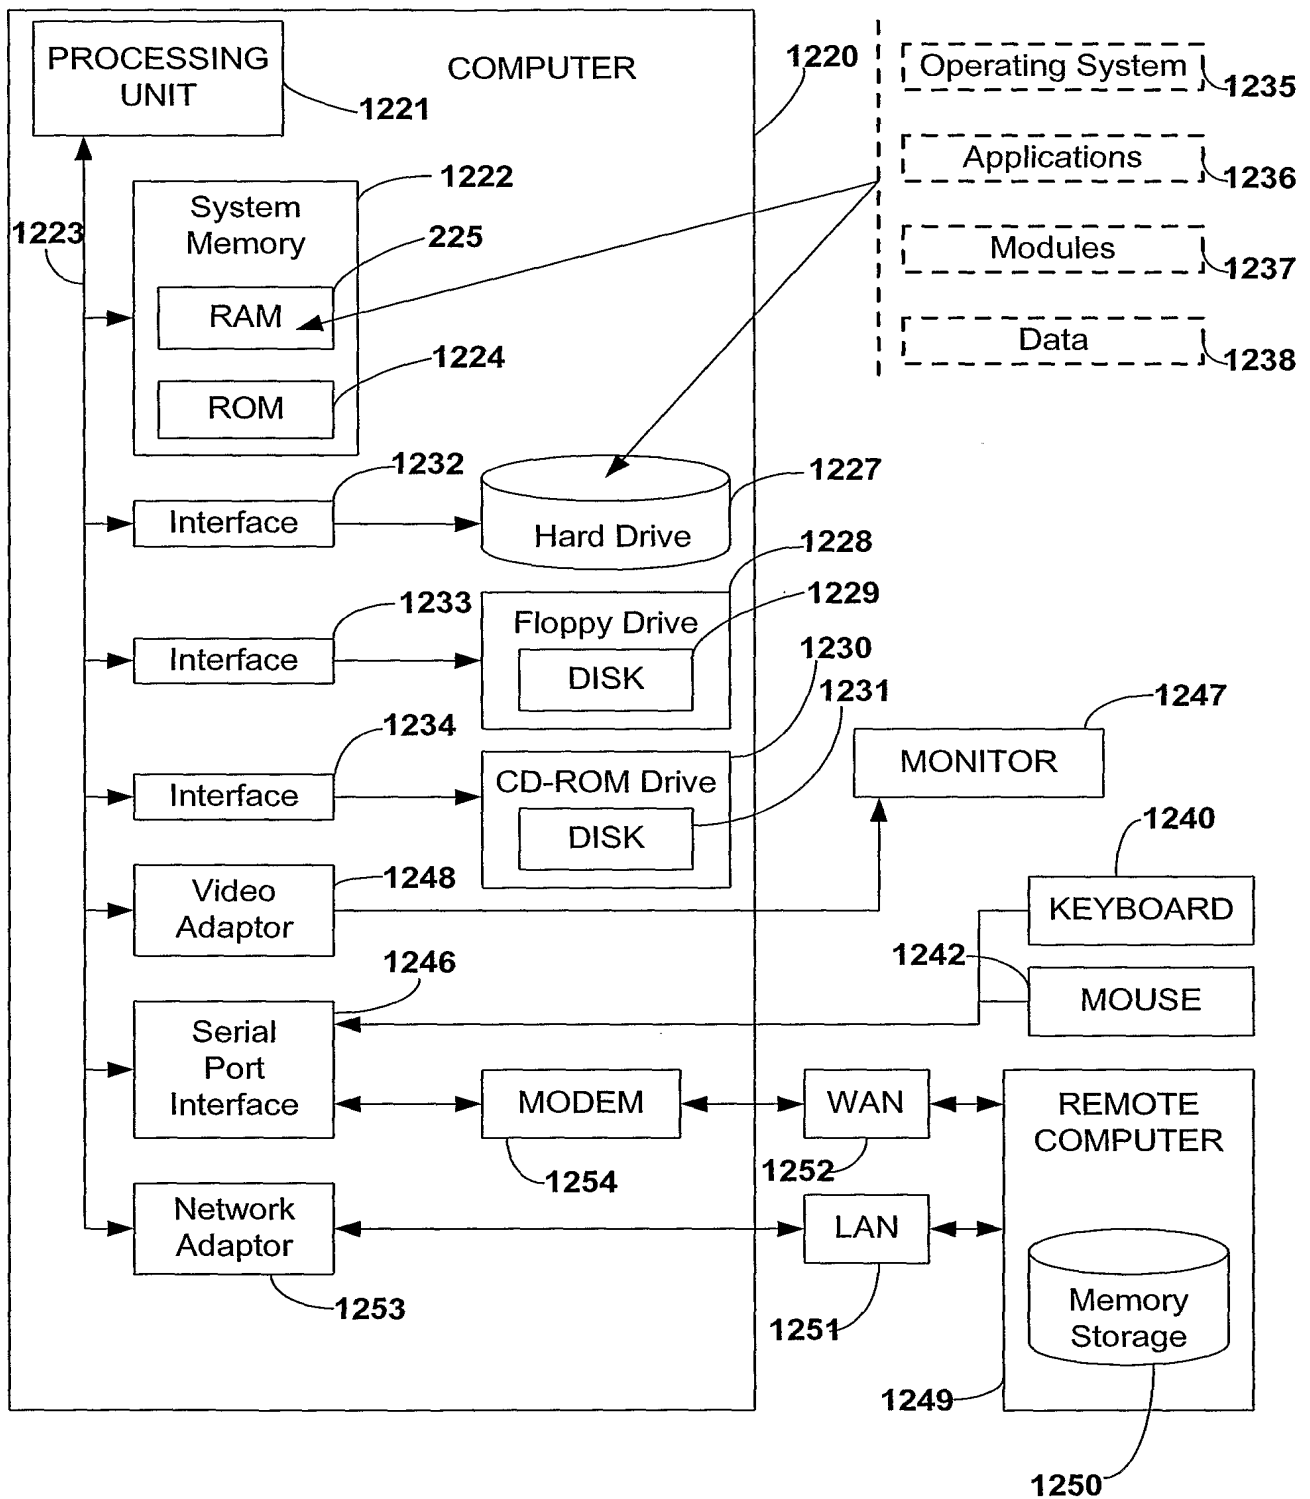 PROCESSING
UNIT
COMPUTER
1220
1221
Operating System
1235
Applications
1236
Modules
1237
Data
1238
1222
1223
System
Memory
225
RAM
1224
ROM
1232
Interface
1227
Hard Drive
1228
1233
Interface
1229
Floppy Drive
DISK
1230
1231
1234
Interface
CD-ROM Drive
DISK
1247
MONITOR
1248
Video
Adaptor
1240
KEYBOARD
1242
MOUSE
1246
Serial
Port
Interface
MODEM
1254
WAN
1252
REMOTE
COMPUTER
Network
Adaptor
1253
LAN
1251
Memory
Storage
1249
1250